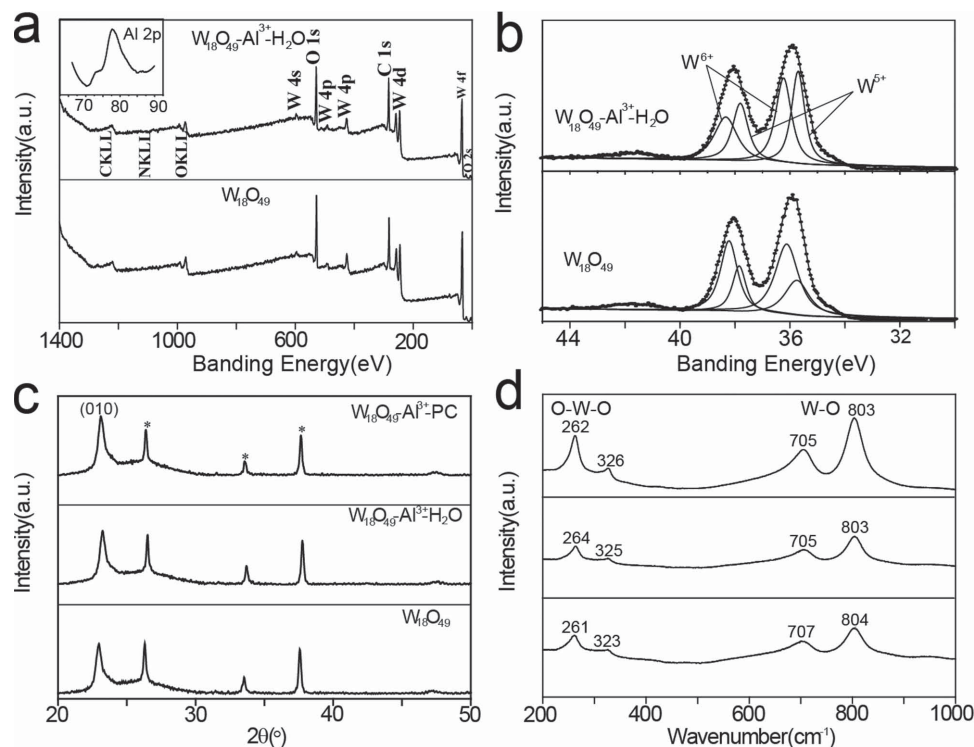 a
Al 2p
70 80 90
W₁₈O₄₉-Al³⁺-H₂O
O 1s
W 4s
W 4p
W 4p
C 1s
W 4d
W 4f
O 2s
CKLL
NKLL
OKLL
W₁₈O₄₉
Intensity(a.u.)
1400 1000 600 200
Banding Energy(eV)
b
W⁶⁺
W⁵⁺
W₁₈O₄₉-Al³⁺-H₂O
W₁₈O₄₉
Intensity(a.u.)
44 40 36 32
Banding Energy(eV)
c
(010)
* * *
W₁₈O₄₉-Al³⁺-PC
W₁₈O₄₉-Al³⁺-H₂O
W₁₈O₄₉
Intensity(a.u.)
20 30 40 50
2θ(°)
d
O-W-O W-O
262 326 705 803
264 325 705 803
261 323 707 804
Intensity(a.u.)
200 400 600 800 1000
Wavenumber(cm⁻¹)